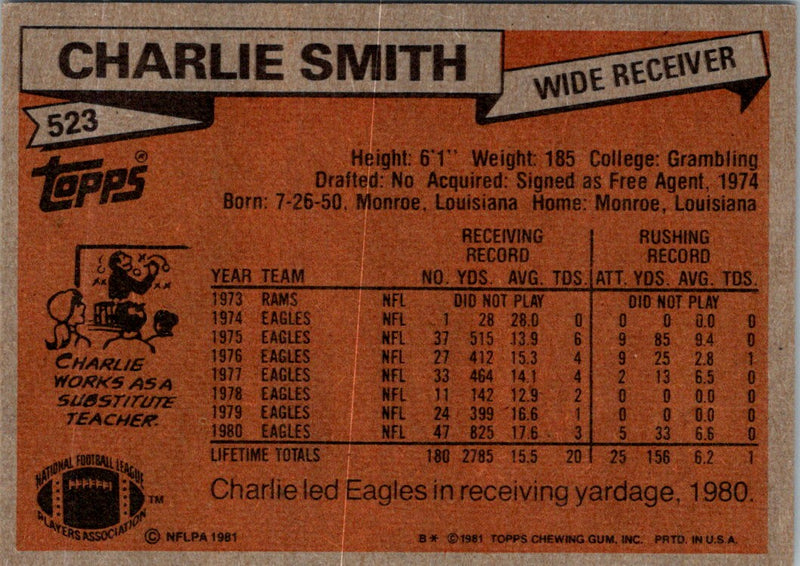 CHARLIE SMITH
WIDE RECEIVER
523
Topps®
Height: 6'1" Weight: 185 College: Grambling
Drafted: No Acquired: Signed as Free Agent, 1974
Born: 7-26-50, Monroe, Louisiana Home: Monroe, Louisiana
RECEIVING RECORD RUSHING RECORD
YEAR TEAM NO. YDS. AVG. TDS. ATT. YDS. AVG. TDS.
1973 RAMS NFL DID NOT PLAY DID NOT PLAY
1974 EAGLES NFL 1 28 28.0 0 0 0 0.0 0
1975 EAGLES NFL 37 515 13.9 6 9 85 9.4 0
1976 EAGLES NFL 27 412 15.3 4 9 25 2.8 1
1977 EAGLES NFL 33 464 14.1 4 2 13 6.5 0
1978 EAGLES NFL 11 142 12.9 2 0 0 0.0 0
1979 EAGLES NFL 24 399 16.6 1 0 0 0.0 0
1980 EAGLES NFL 47 825 17.6 3 5 33 6.6 0
LIFETIME TOTALS 180 2785 15.5 20 25 156 6.2 1
CHARLIE
WORKS AS A
SUBSTITUTE
TEACHER.
Charlie led Eagles in receiving yardage, 1980.
NATIONAL FOOTBALL LEAGUE
PLAYERS ASSOCIATION
TM
© NFLPA 1981
B* ©1981 TOPPS CHEWING GUM, INC. PRTD. IN U.S.A.